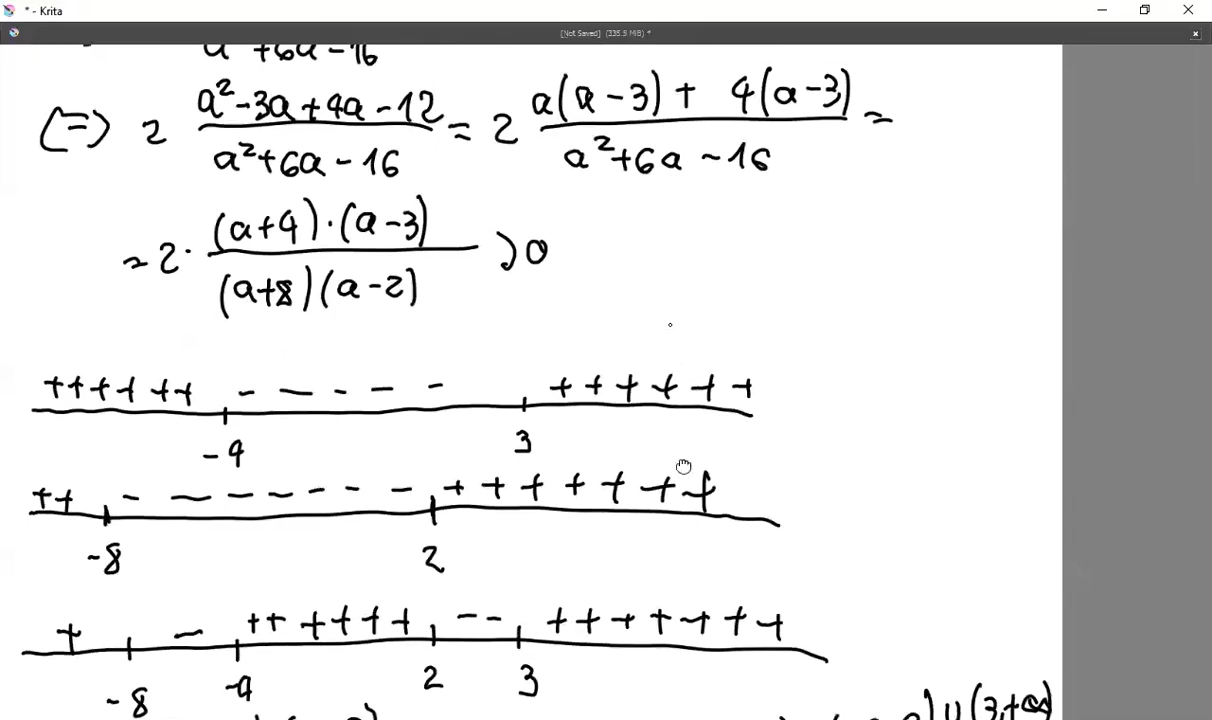 * - Krita
[Not Saved] (335.9 MiB) *
a²+6a-16
(=) 2 (a²-3a+4a-12)/(a²+6a-16) = 2 (a(a-3)+ 4(a-3))/(a²+6a-16) =
= 2· ((a+4)·(a-3))/((a+8)(a-2)) >0
++++++ - - - - - ++++++
-4 3
++ - - - - - - - +++++++
-8 2
+ - ++++++ -- +++++++
-8 -4 2 3
U(3,+∞)